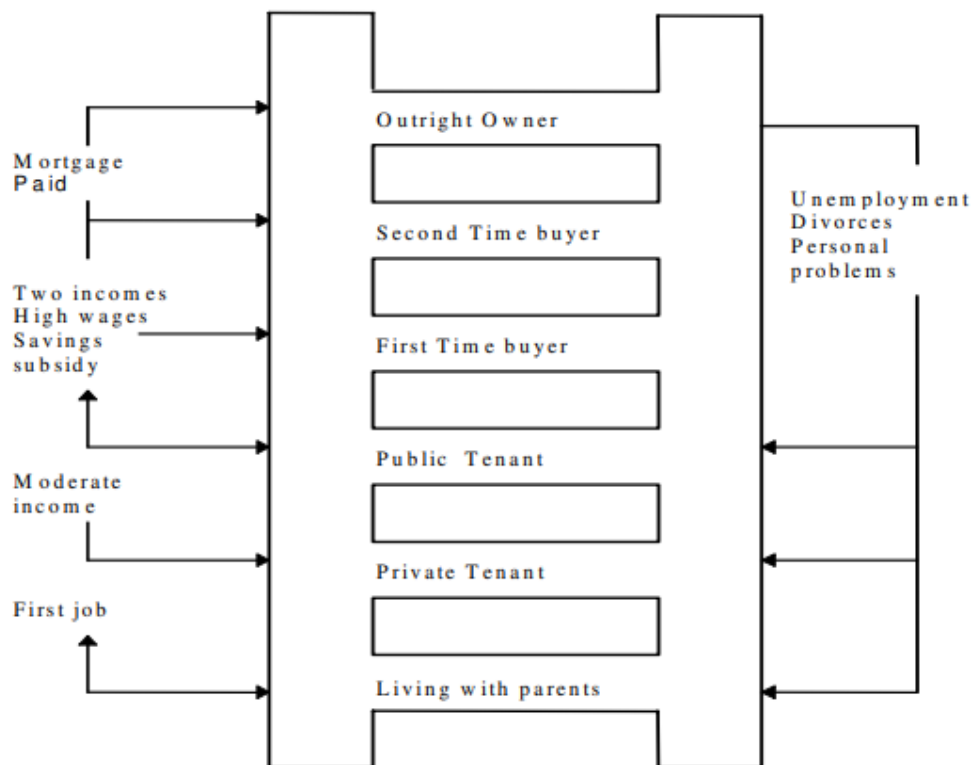 Outright Owner
Mortgage
Paid
Unemployment
Divorces
Personal
problems
Second Time buyer
Two incomes
High wages
Savings
subsidy
First Time buyer
Public Tenant
Moderate
income
Private Tenant
First job
Living with parents